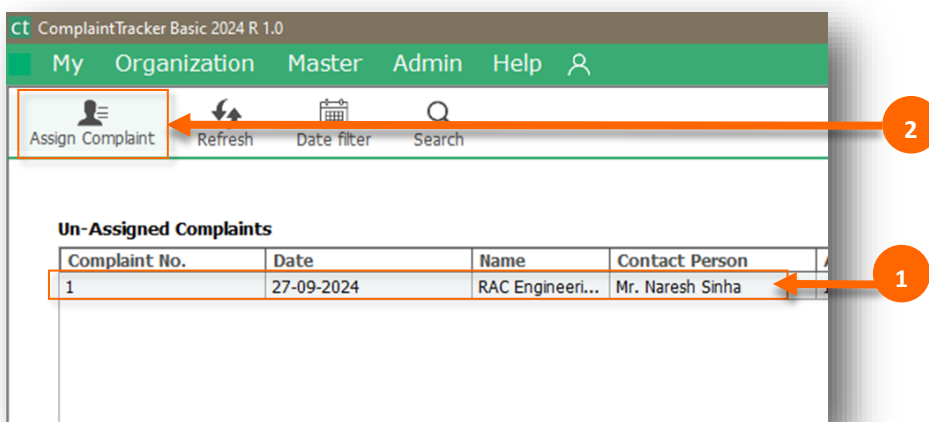 ct ComplaintTracker Basic 2024 R 1.0
My Organization Master Admin Help
Assign Complaint Refresh Date filter Search
2
Un-Assigned Complaints
Complaint No. Date Name Contact Person
1 27-09-2024 RAC Engineeri... Mr. Naresh Sinha
1